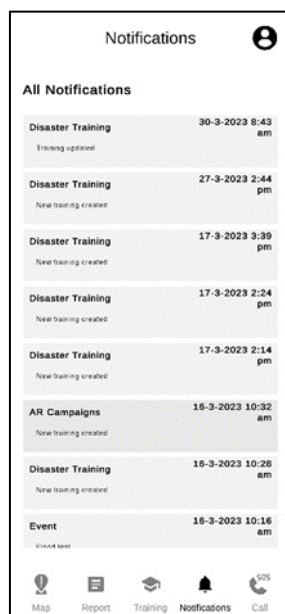 Notifications
All Notifications
Disaster Training 30-3-2023 8:43
am
Training updated
Disaster Training 27-3-2023 2:44
pm
New training created
Disaster Training 17-3-2023 3:39
pm
New training created
Disaster Training 17-3-2023 2:24
pm
New training created
Disaster Training 17-3-2023 2:14
pm
New training created
AR Campaigns 16-3-2023 10:32
am
New training created
Disaster Training 16-3-2023 10:28
am
New training created
Event 16-3-2023 10:16
am
Flood test
SOS
Map Report Training Notifications Call